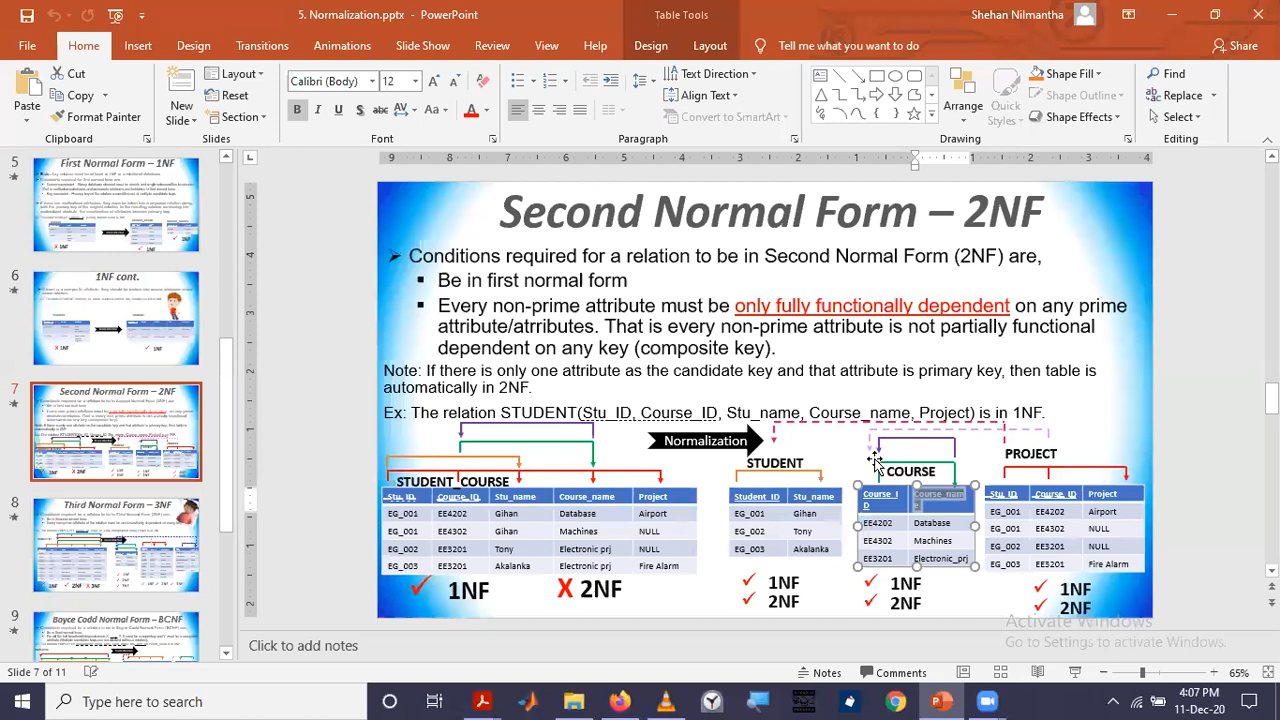 5. Normalization.pptx - PowerPoint
Table Tools
Shehan Nilmantha
File
Home
Insert
Design
Transitions
Animations
Slide Show
Review
View
Help
Design
Layout
Tell me what you want to do
Share
Paste
Cut
Copy
Format Painter
Clipboard
New
Slide
Layout
Reset
Section
Slides
Calibri (Body)
12
Font
Text Direction
Align Text
Convert to SmartArt
Paragraph
Arrange
Quick
Styles
Shape Fill
Shape Outline
Shape Effects
Drawing
Find
Replace
Select
Editing
5
First Normal Form – 1NF
6
1NF cont.
7
Second Normal Form – 2NF
8
Third Normal Form – 3NF
9
Boyce Codd Normal Form – BCNF
Second Normal Form – 2NF
Conditions required for a relation to be in Second Normal Form (2NF) are,
Be in first normal form
Every non-prime attribute must be only fully functionally dependent on any prime
attribute/attributes. That is every non-prime attribute is not partially functional
dependent on any key (composite key).
Note: If there is only one attribute as the candidate key and that attribute is primary key, then table is
automatically in 2NF.
Ex: The relation STUDENT(Stu_ID, Course_ID, Stu_name, Course_name, Project) is in 1NF.
Normalization
STUDENT_COURSE
Stu_ID Course_ID Stu_name Course_name Project
EG_001 EE4202 Gihan Database Airport
EG_001 EE4302 Gihan Machines NULL
EG_002 EE3201 Tony Electronic prj NULL
EG_003 EE3201 Akalanka Electronic prj Fire Alarm
1NF
X 2NF
STUDENT
Student_ID Stu_name
Gihan
Tony
Akalanka
1NF
2NF
COURSE
Course_I
EE4202 Database
EE4302 Machines
EE3201 Electronic_prj
1NF
2NF
PROJECT
Stu_ID Course_ID Project
EG_001 EE4202 Airport
EG_001 EE4302 NULL
EG_002 EE3201 NULL
EG_003 EE3201 Fire Alarm
1NF
2NF
Activate Windows
Go to Settings to activate Windows.
Click to add notes
Slide 7 of 11
Notes
Comments
65%
Type here to search
4:07 PM
11-Dec-20